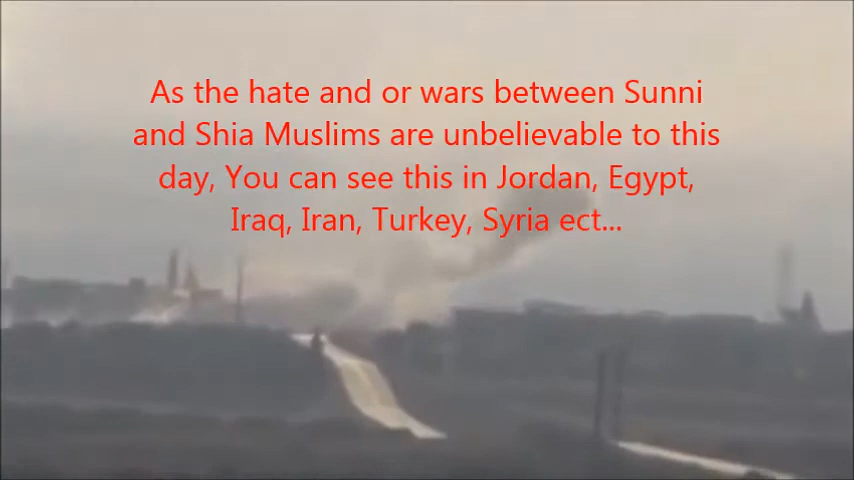 As the hate and or wars between Sunni
and Shia Muslims are unbelievable to this
day, You can see this in Jordan, Egypt,
Iraq, Iran, Turkey, Syria ect...